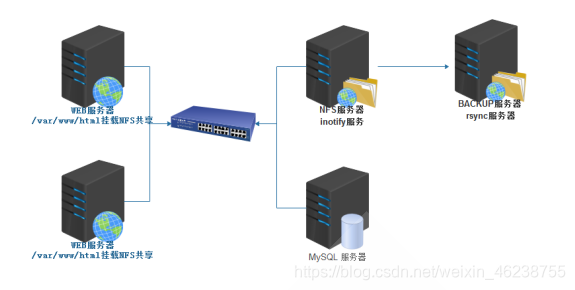 WEB服务器
/var/www/html挂载NFS共享
NFS服务器
inotify服务
BACKUP服务器
rsync服务器
WEB服务器
/var/www/html挂载NFS共享
MySQL 服务器
https://blog.csdn.net/weixin_46238755